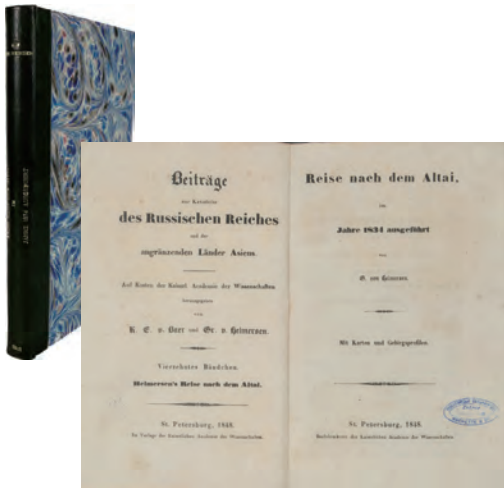 Beiträge
zur Kenntniss
des Russischen Reiches
und der
angränzenden Länder Asiens.
Auf Kosten der Kaiserl. Academie der Wissenschaften
herausgegeben
von
K. E. v. Baer und Gr. v. Helmersen.
Vierzehntes Bändchen.
Helmersen's Reise nach dem Altai.
St. Petersburg, 1848.
Im Verlage der Kaiserlichen Academie der Wissenschaften.
Reise nach dem Altai,
im
Jahre 1834 ausgeführt
von
G. von Helmersen.
Mit Karten und Gebirgsprofilen.
St. Petersburg, 1848.
Buchdruckerei der Kaiserlichen Akademie der Wissenschaften.